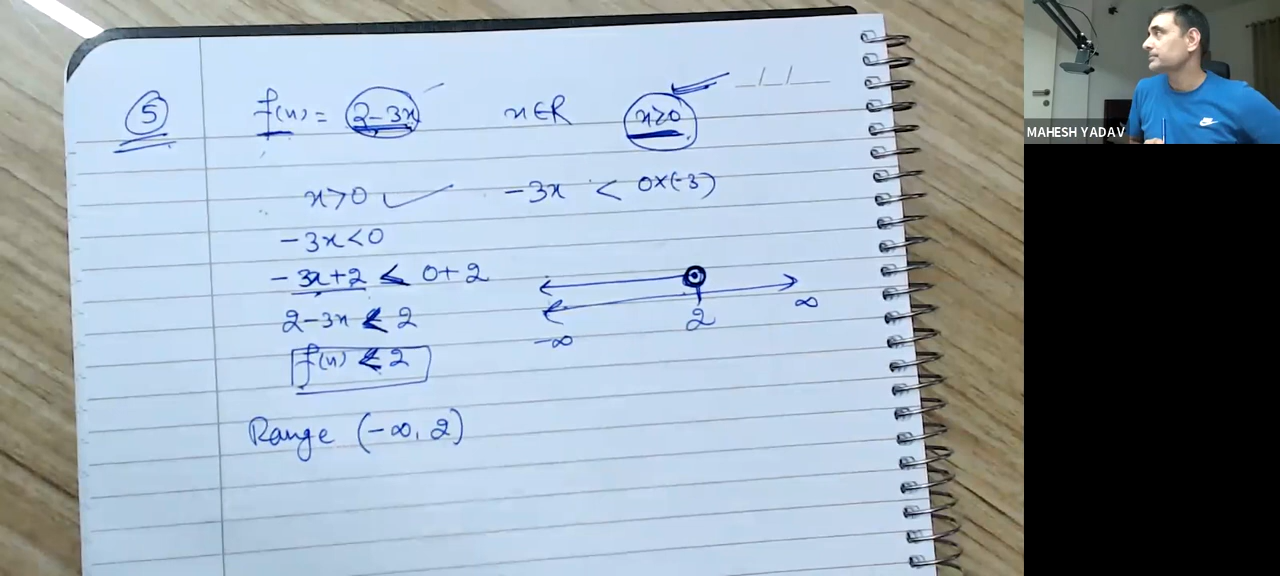 5 f(x) = 2-3x x∈R x>0
x>0 -3x < 0×(-3)
-3x<0
-3x+2 < 0+2
2-3x < 2
f(x) < 2
-∞ 2 ∞
Range (-∞, 2)
MAHESH YADAV